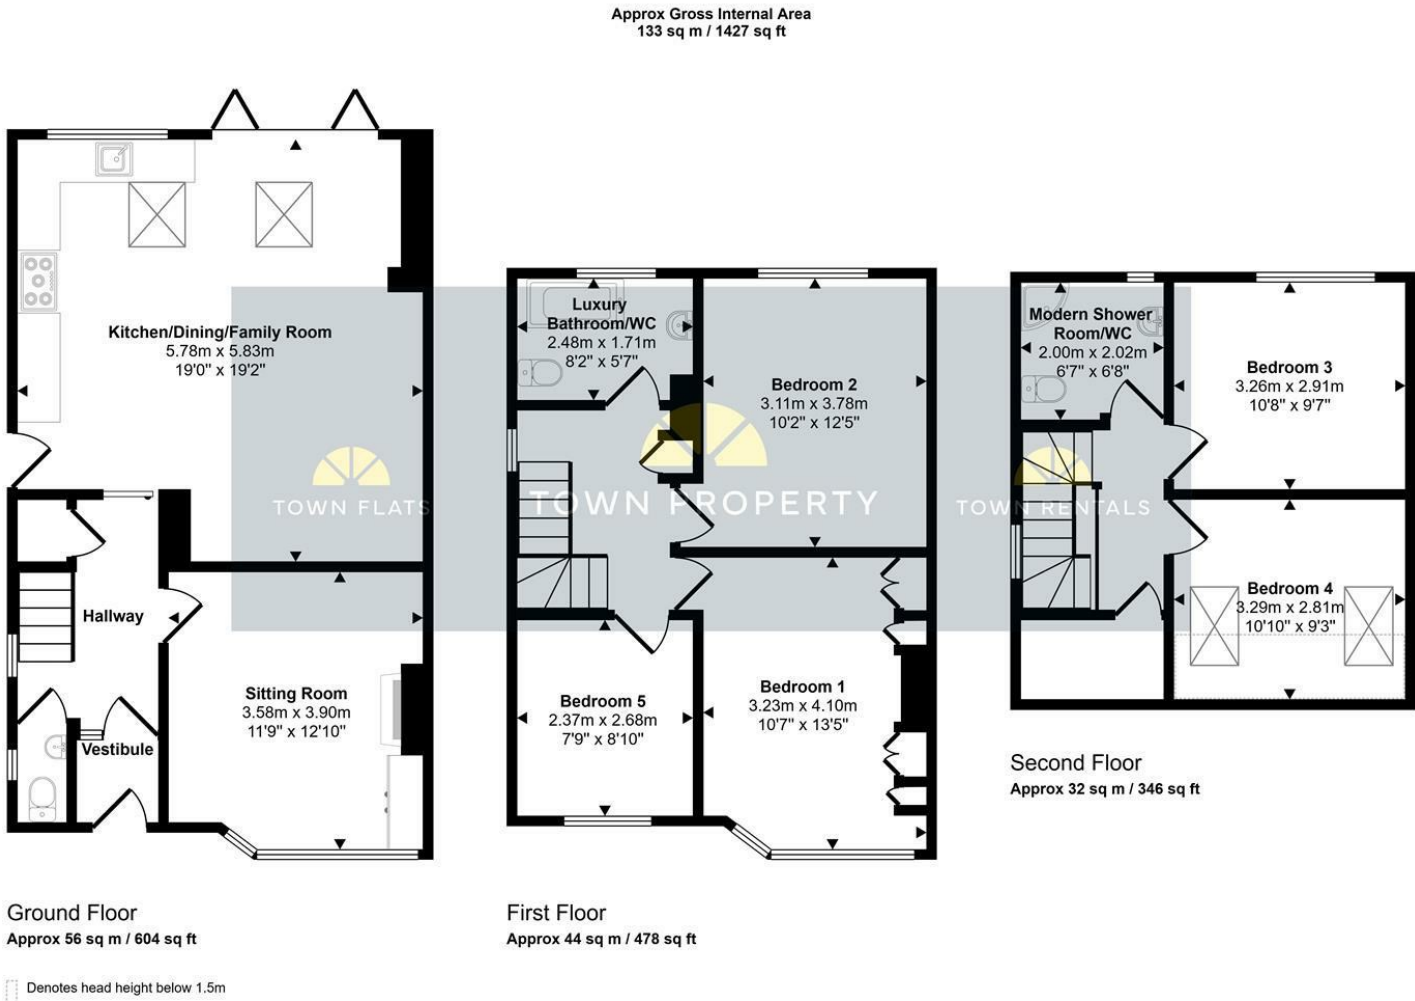 Approx Gross Internal Area
133 sq m / 1427 sq ft
Kitchen/Dining/Family Room
5.78m x 5.83m
19'0" x 19'2"
Hallway
Sitting Room
3.58m x 3.90m
11'9" x 12'10"
Vestibule
Ground Floor
Approx 56 sq m / 604 sq ft
Denotes head height below 1.5m
Luxury
Bathroom/WC
2.48m x 1.71m
8'2" x 5'7"
Bedroom 2
3.11m x 3.78m
10'2" x 12'5"
Bedroom 5
2.37m x 2.68m
7'9" x 8'10"
Bedroom 1
3.23m x 4.10m
10'7" x 13'5"
First Floor
Approx 44 sq m / 478 sq ft
Modern Shower
Room/WC
2.00m x 2.02m
6'7" x 6'8"
Bedroom 3
3.26m x 2.91m
10'8" x 9'7"
Bedroom 4
3.29m x 2.81m
10'10" x 9'3"
Second Floor
Approx 32 sq m / 346 sq ft
TOWN FLATS
TOWN PROPERTY
TOWN RENTALS